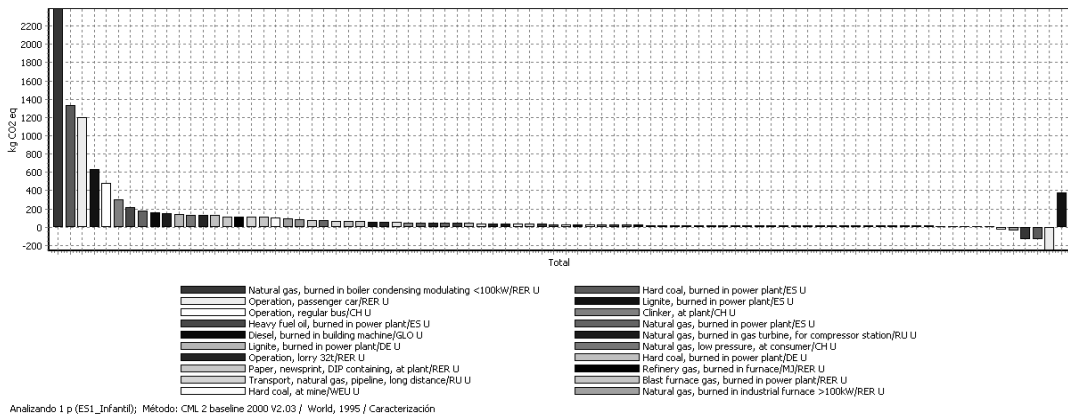 2200
2000
1800
1600
1400
1200
1000
800
600
400
200
0
-200
kg CO2 eq
Total
Natural gas, burned in boiler condensing modulating <100kW/RER U
Hard coal, burned in power plant/ES U
Operation, passenger car/RER U
Lignite, burned in power plant/ES U
Operation, regular bus/CH U
Clinker, at plant/CH U
Heavy fuel oil, burned in power plant/ES U
Natural gas, burned in power plant/ES U
Diesel, burned in building machine/GLO U
Natural gas, burned in gas turbine, for compressor station/RU U
Lignite, burned in power plant/DE U
Natural gas, low pressure, at consumer/CH U
Operation, lorry 32t/RER U
Hard coal, burned in power plant/DE U
Paper, newsprint, DIP containing, at plant/RER U
Refinery gas, burned in furnace/MJ/RER U
Transport, natural gas, pipeline, long distance/RU U
Blast furnace gas, burned in power plant/RER U
Hard coal, at mine/WEU U
Natural gas, burned in industrial furnace >100kW/RER U
Analizando 1 p (ES1_Infantil); Método: CML 2 baseline 2000 V2.03 / World, 1995 / Caracterización